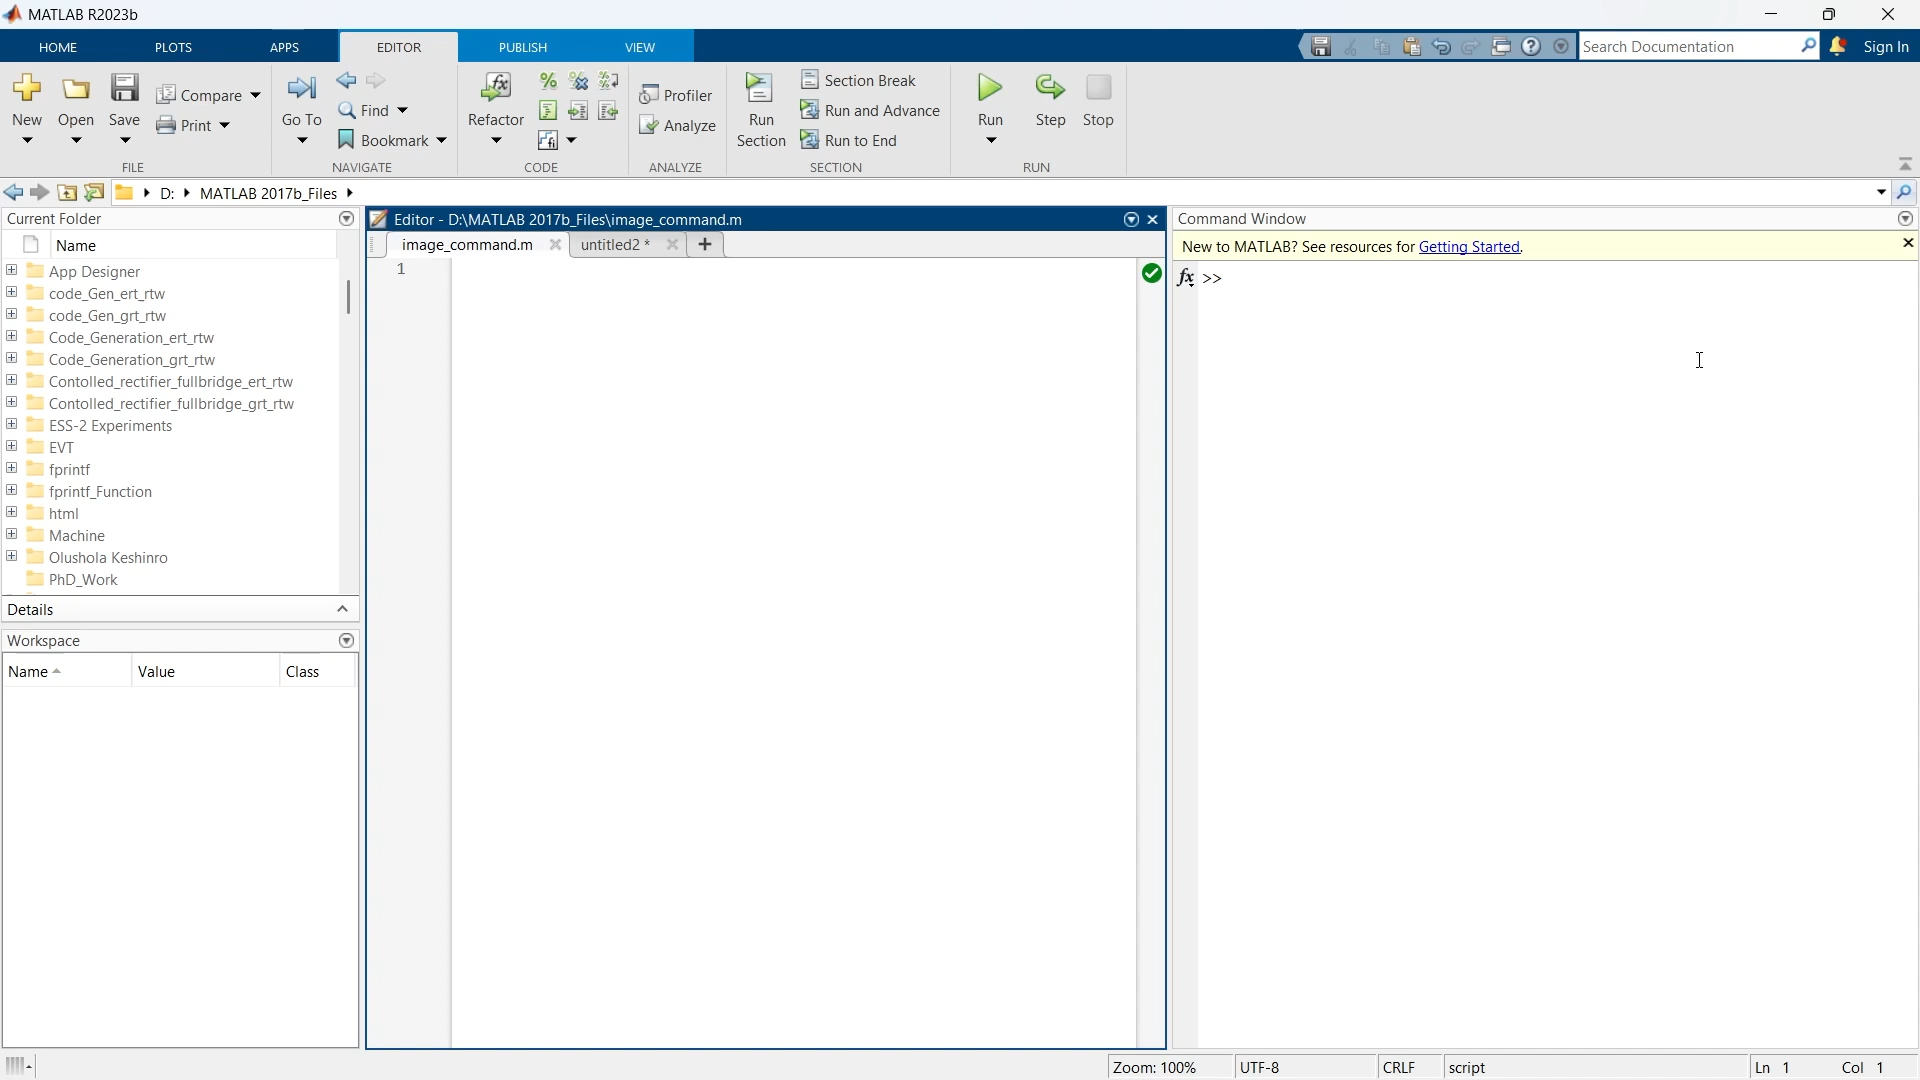 MATLAB R2023b
HOME PLOTS APPS EDITOR PUBLISH VIEW Search Documentation Sign In
New Open Save Compare Print
FILE
Go To Find Bookmark
NAVIGATE
Refactor
CODE
Profiler
Analyze
ANALYZE
Run Section
Section Break
Run and Advance
Run to End
SECTION
Run Step Stop
RUN
D: MATLAB 2017b_Files
Current Folder
Name
App Designer
code_Gen_ert_rtw
code_Gen_grt_rtw
Code_Generation_ert_rtw
Code_Generation_grt_rtw
Contolled_rectifier_fullbridge_ert_rtw
Contolled_rectifier_fullbridge_grt_rtw
ESS-2 Experiments
EVT
fprintf
fprintf_Function
html
Machine
Olushola Keshinro
PhD_Work
Details
Workspace
Name Value Class
Editor - D:\MATLAB 2017b_Files\image_command.m
image_command.m untitled2 * +
1
Command Window
New to MATLAB? See resources for Getting Started.
fx >>
Zoom: 100% UTF-8 CRLF script Ln 1 Col 1